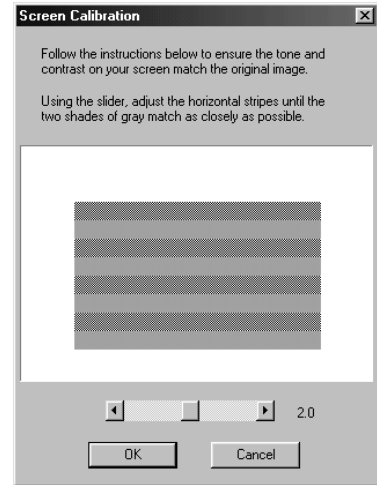 Screen Calibration
Follow the instructions below to ensure the tone and
contrast on your screen match the original image.
Using the slider, adjust the horizontal stripes until the
two shades of gray match as closely as possible.
2.0
OK
Cancel